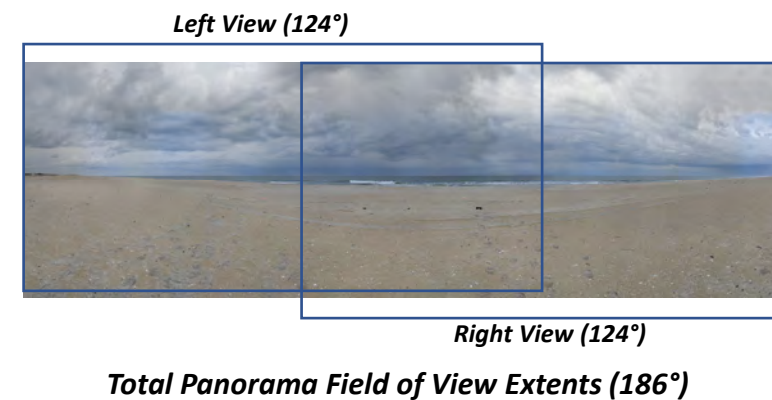 Left View (124°)
Right View (124°)
Total Panorama Field of View Extents (186°)